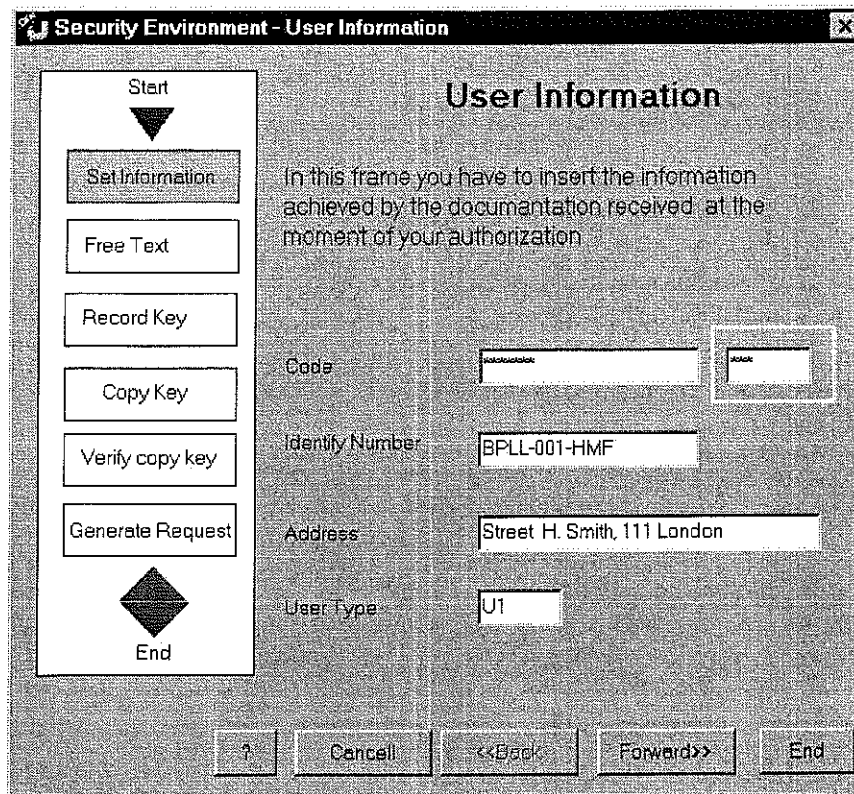 Security Environment - User Information
Start
Set Information
Free Text
Record Key
Copy Key
Verify copy key
Generate Request
End
User Information
In this frame you have to insert the information
achieved by the documantation received at the
moment of your authorization
Code ******* ***
Identify Number BPLL-001-HMF
Address Street H. Smith, 111 London
User Type U1
? Cancell <<Back Forward>> End